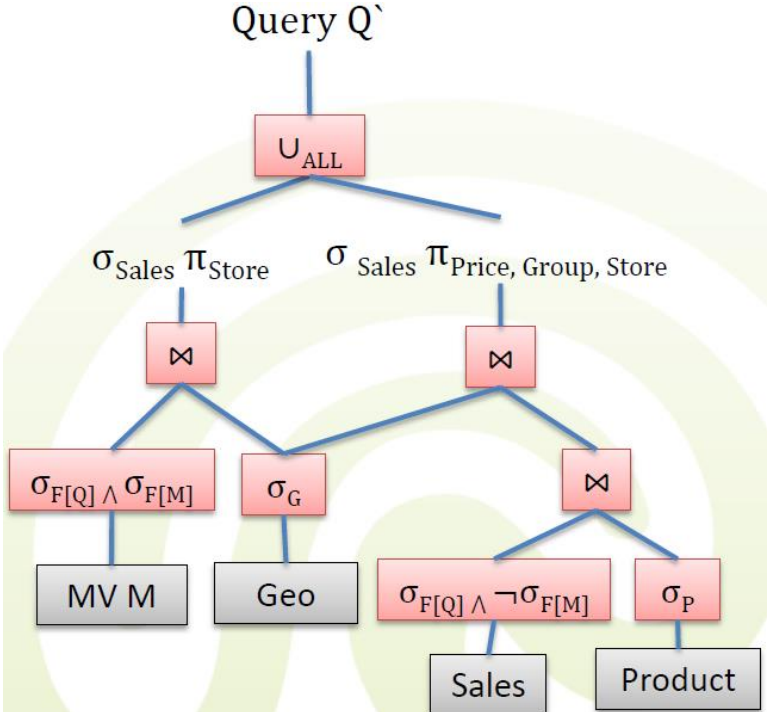 Query Q`
∪ALL
σSales πStore
σ Sales πPrice, Group, Store
⋈
⋈
σF[Q] ∧ σF[M]
σG
⋈
MV M
Geo
σF[Q] ∧ ¬σF[M]
σP
Sales
Product